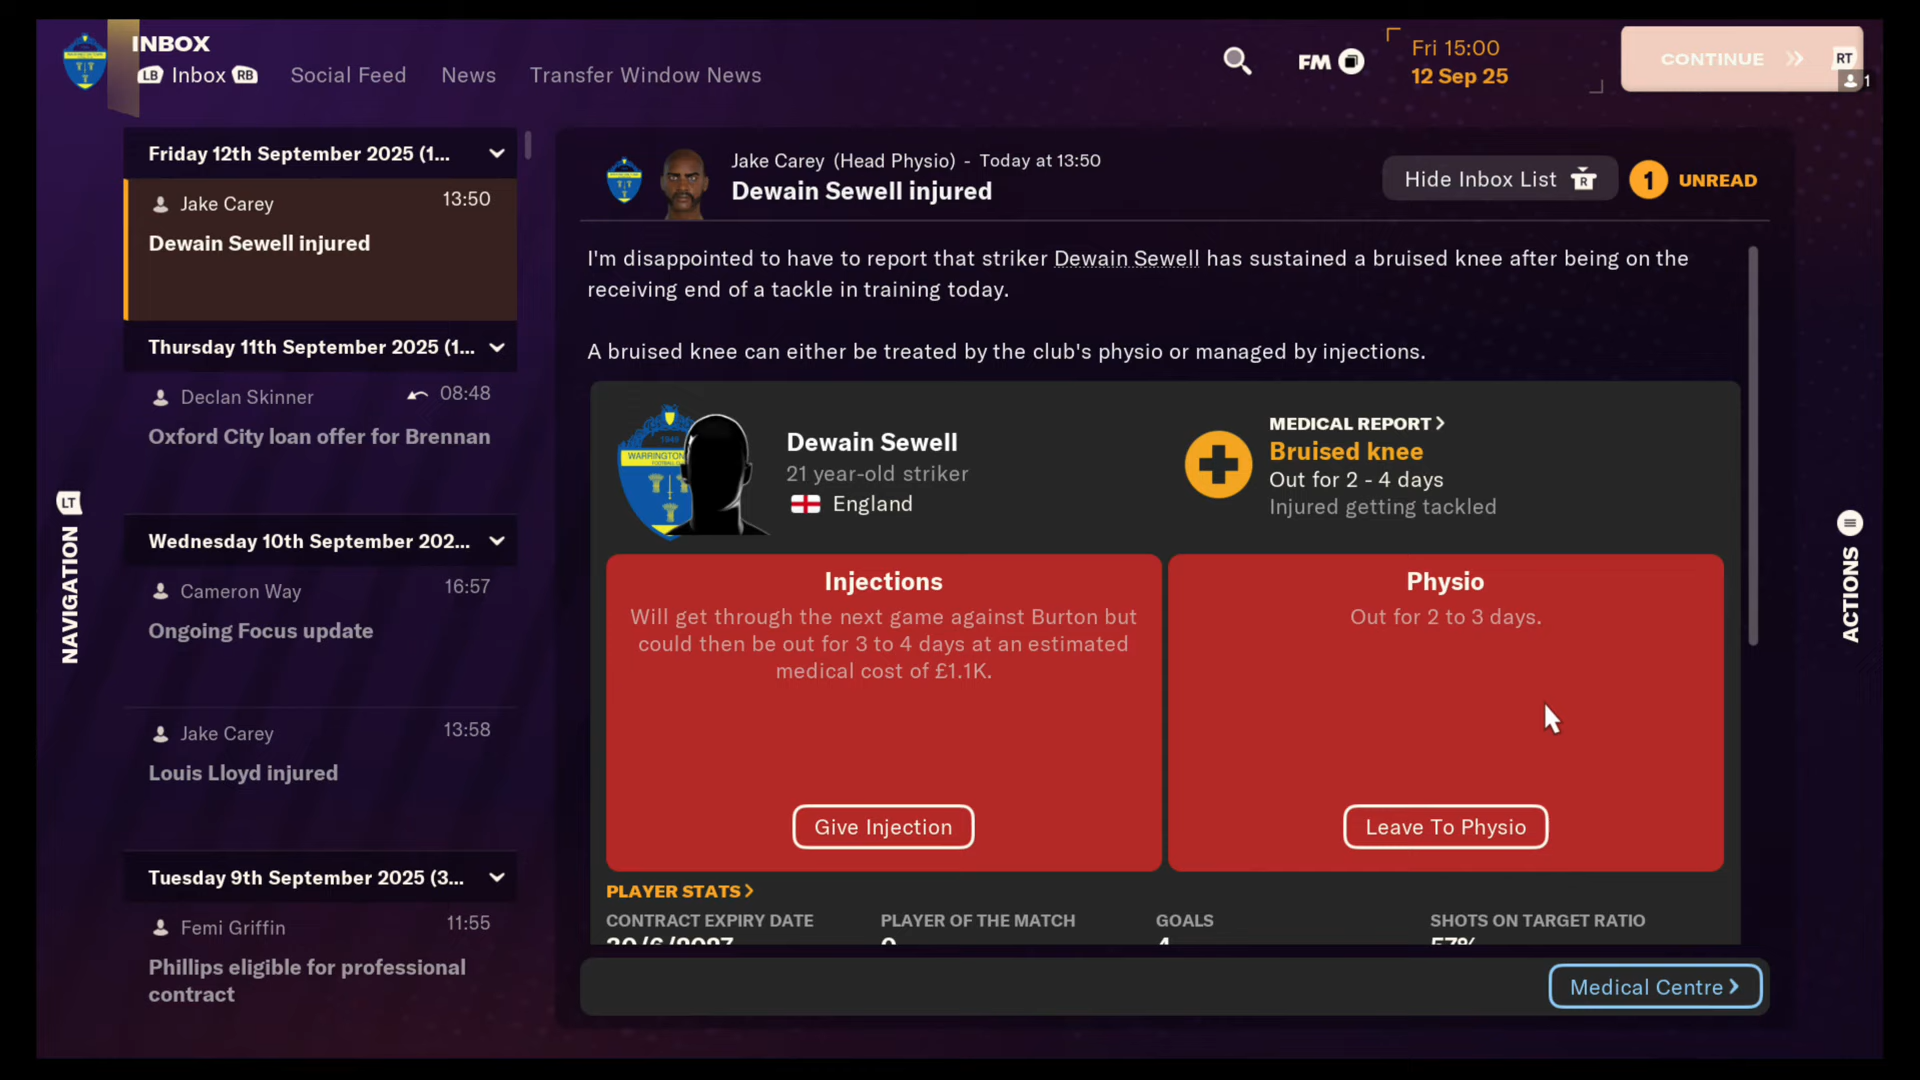 INBOX
LB Inbox RB Social Feed News Transfer Window News
FM
Fri 15:00
12 Sep 25
CONTINUE RT
1
Friday 12th September 2025 (1...
Jake Carey 13:50
Dewain Sewell injured
Thursday 11th September 2025 (1...
Declan Skinner 08:48
Oxford City loan offer for Brennan
Wednesday 10th September 202...
Cameron Way 16:57
Ongoing Focus update
Jake Carey 13:58
Louis Lloyd injured
Tuesday 9th September 2025 (3...
Femi Griffin 11:55
Phillips eligible for professional
contract
LT
NAVIGATION
Jake Carey (Head Physio) - Today at 13:50
Dewain Sewell injured
Hide Inbox List R
1 UNREAD
I'm disappointed to have to report that striker Dewain Sewell has sustained a bruised knee after being on the
receiving end of a tackle in training today.
A bruised knee can either be treated by the club's physio or managed by injections.
WARRINGTON
Dewain Sewell
21 year-old striker
England
MEDICAL REPORT
Bruised knee
Out for 2 - 4 days
Injured getting tackled
Injections
Will get through the next game against Burton but
could then be out for 3 to 4 days at an estimated
medical cost of £1.1K.
Give Injection
Physio
Out for 2 to 3 days.
Leave To Physio
PLAYER STATS
CONTRACT EXPIRY DATE PLAYER OF THE MATCH GOALS SHOTS ON TARGET RATIO
Medical Centre
ACTIONS